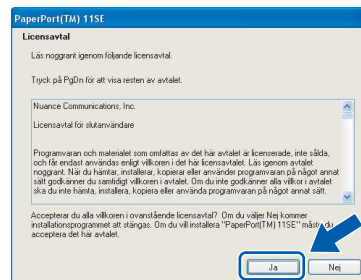 PaperPort(TM) 11SE
Licensavtal
Läs noggrant igenom följande licensavtal.
Tryck på PgDn för att visa resten av avtalet.
Nuance Communications, Inc.
Licensavtal för slutanvändare
Programvaran och materialet som omfattas av det här avtalet är licenserade, inte sålda,
och får endast användas enligt villkoren i det här licensavtalet. Läs igenom avtalet
noggrant. När du hämtar, installerar, kopierar eller använder programvaran på något annat
sätt godkänner du samtidigt villkoren i avtalet. Om du inte godkänner alla villkor i avtalet
ska du inte hämta, installera, kopiera eller använda programvaran på något annat sätt.
Accepterar du alla villkoren i ovanstående licensavtal? Om du väljer Nej kommer
installationsprogrammet att stängas. Om du vill installera "PaperPort(TM) 11SE" måste du
acceptera det här avtalet.
Ja
Nej